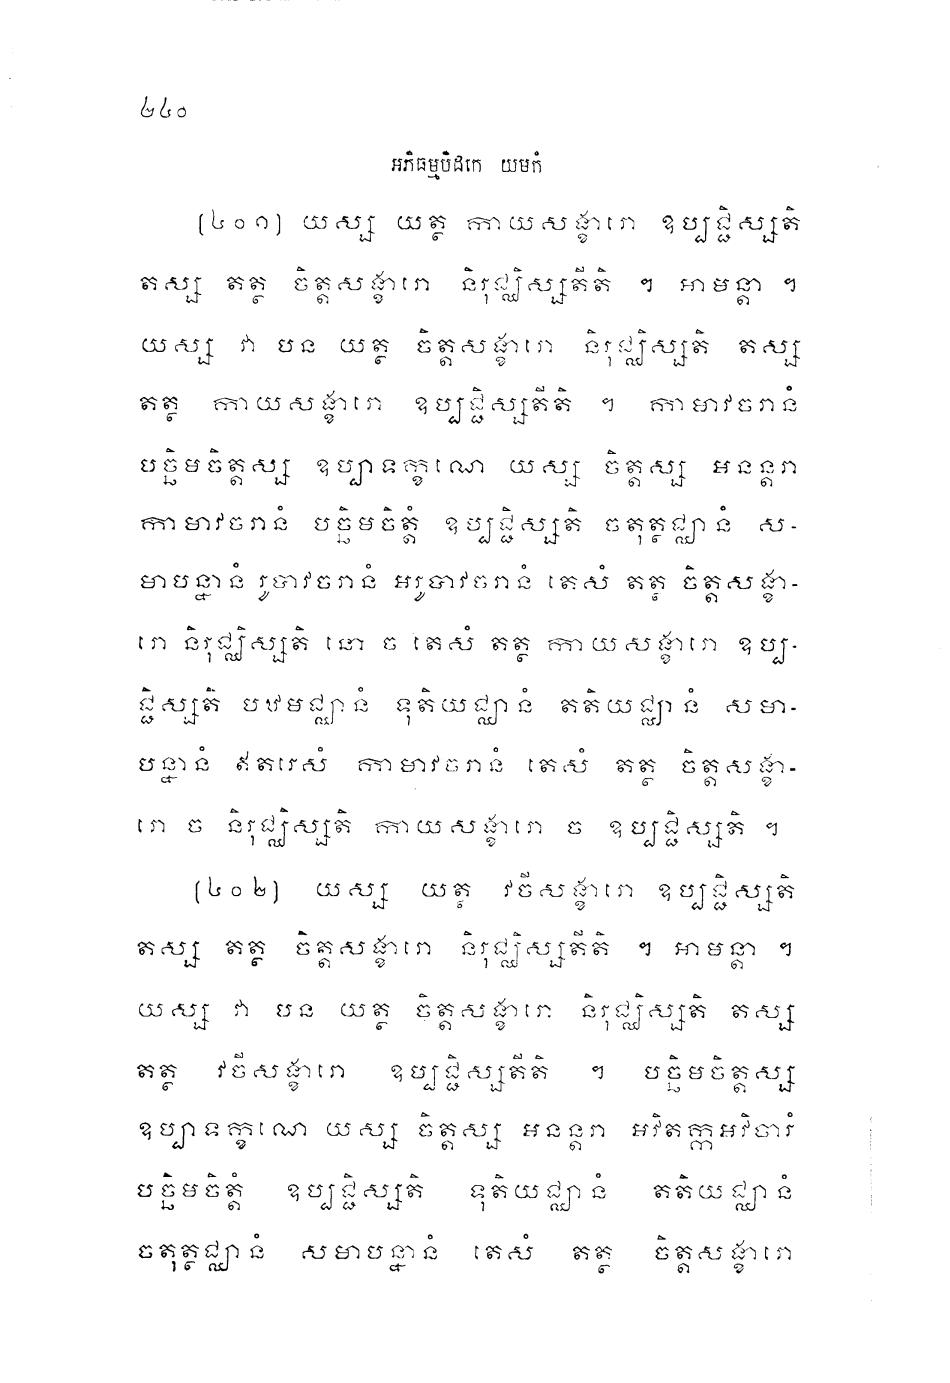 ២៤០
អភិធម្មបិដកេ យមកំ
(៤០១) យស្ស យត្ថ កាយសង្ខារោ ឧប្បជ្ជិស្សតិ
តស្ស តត្ថ ចិត្តសង្ខារោ និរុជ្ឈិស្សតីតិ ។ អាមន្តា ។
យស្ស វា បន យត្ថ ចិត្តសង្ខារោ និរុជ្ឈិស្សតិ តស្ស
តត្ថ កាយសង្ខារោ ឧប្បជ្ជិស្សតីតិ ។ កាមាវចរានំ
បច្ឆិមចិត្តស្ស ឧប្បាទក្ខណេ យស្ស ចិត្តស្ស អនន្តរា
កាមាវចរានំ បច្ឆិមចិត្តំ ឧប្បជ្ជិស្សតិ ចតុត្ថជ្ឈានំ ស-
មាបន្នានំ រូបាវចរានំ អរូបាវចរានំ តេសំ តត្ថ ចិត្តសង្ខា-
រោ និរុជ្ឈិស្សតិ នោ ច តេសំ តត្ថ កាយសង្ខារោ ឧប្ប-
ជ្ជិស្សតិ បឋមជ្ឈានំ ទុតិយជ្ឈានំ តតិយជ្ឈានំ សមា-
បន្នានំ ឥតរេសំ កាមាវចរានំ តេសំ តត្ថ ចិត្តសង្ខា-
រោ ច និរុជ្ឈិស្សតិ កាយសង្ខារោ ច ឧប្បជ្ជិស្សតិ ។
(៤០២) យស្ស យត្ថ វចីសង្ខារោ ឧប្បជ្ជិស្សតិ
តស្ស តត្ថ ចិត្តសង្ខារោ និរុជ្ឈិស្សតីតិ ។ អាមន្តា ។
យស្ស វា បន យត្ថ ចិត្តសង្ខារោ និរុជ្ឈិស្សតិ តស្ស
តត្ថ វចីសង្ខារោ ឧប្បជ្ជិស្សតីតិ ។ បច្ឆិមចិត្តស្ស
ឧប្បាទក្ខណេ យស្ស ចិត្តស្ស អនន្តរា អវិតក្កអវិចារំ
បច្ឆិមចិត្តំ ឧប្បជ្ជិស្សតិ ទុតិយជ្ឈានំ តតិយជ្ឈានំ
ចតុត្ថជ្ឈានំ សមាបន្នានំ តេសំ តត្ថ ចិត្តសង្ខារោ